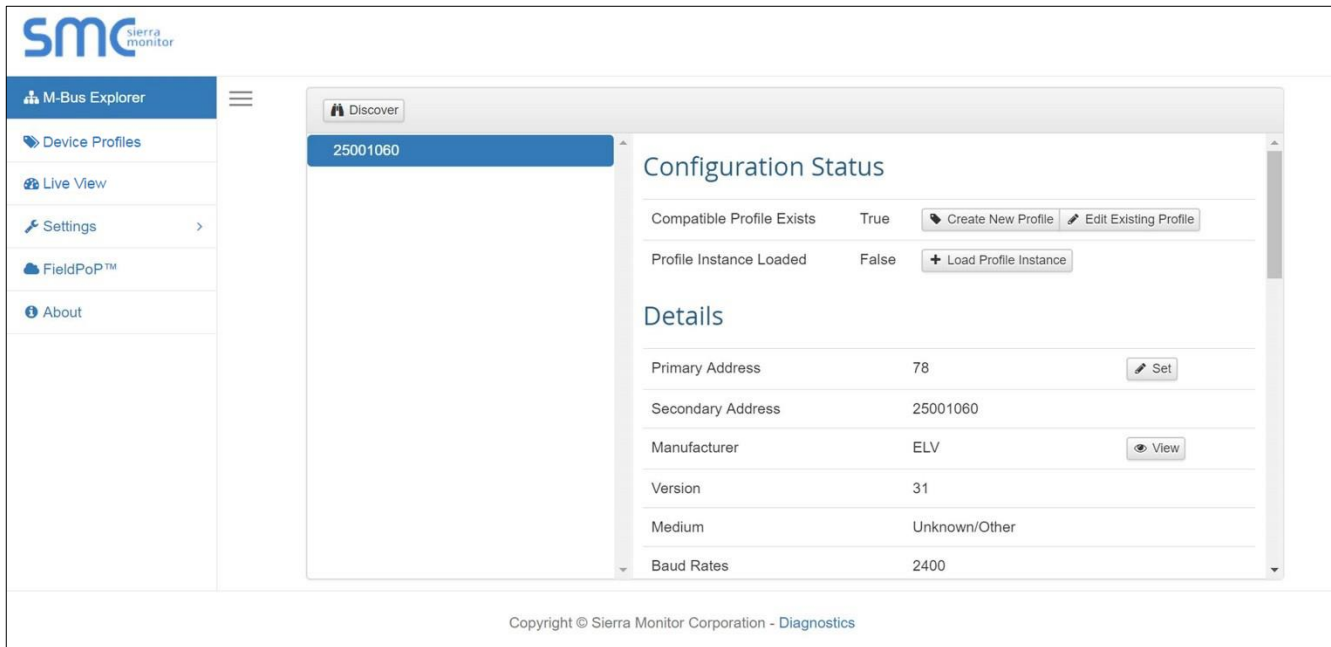 SMC sierra monitor
M-Bus Explorer
Device Profiles
Live View
Settings
FieldPoP™
About
Discover
25001060
Configuration Status
Compatible Profile Exists True Create New Profile Edit Existing Profile
Profile Instance Loaded False Load Profile Instance
Details
Primary Address 78 Set
Secondary Address 25001060
Manufacturer ELV View
Version 31
Medium Unknown/Other
Baud Rates 2400
Copyright © Sierra Monitor Corporation - Diagnostics